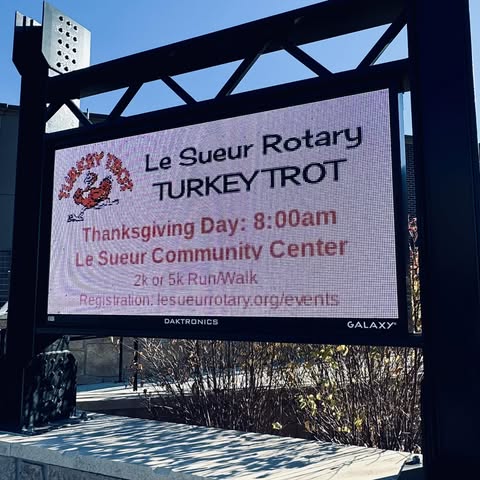 TURKEY TROT
Le Sueur Rotary
TURKEY TROT
Thanksgiving Day: 8:00am
Le Sueur Community Center
2k or 5k Run/Walk
Registration: lesueurrotary.org/events
DAKTRONICS
GALAXY®